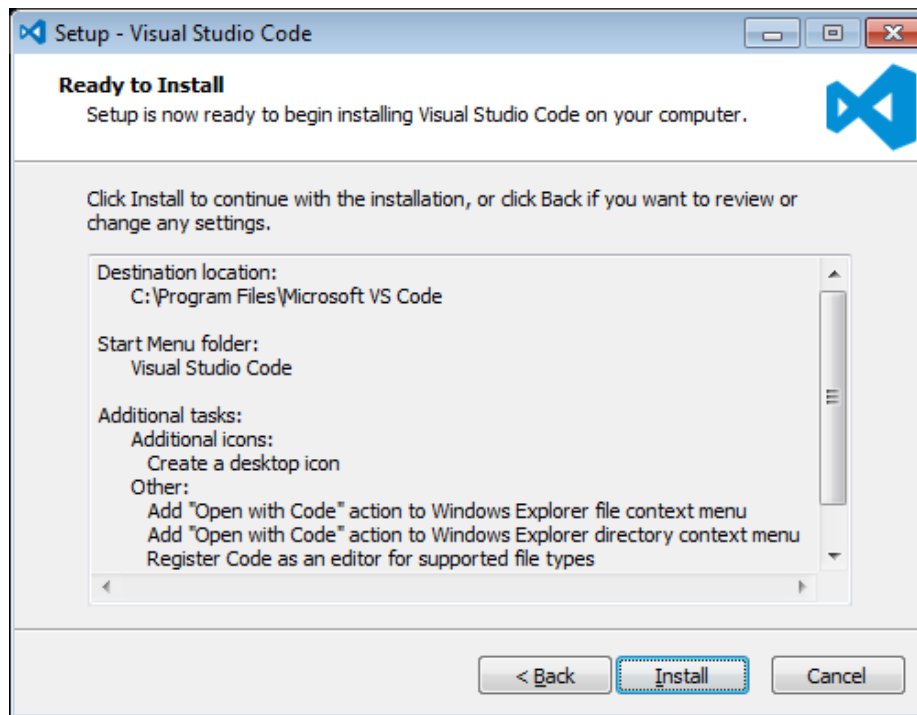 Setup - Visual Studio Code
Ready to Install
Setup is now ready to begin installing Visual Studio Code on your computer.
Click Install to continue with the installation, or click Back if you want to review or
change any settings.
Destination location:
C:\Program Files\Microsoft VS Code
Start Menu folder:
Visual Studio Code
Additional tasks:
Additional icons:
Create a desktop icon
Other:
Add "Open with Code" action to Windows Explorer file context menu
Add "Open with Code" action to Windows Explorer directory context menu
Register Code as an editor for supported file types
< Back Install Cancel